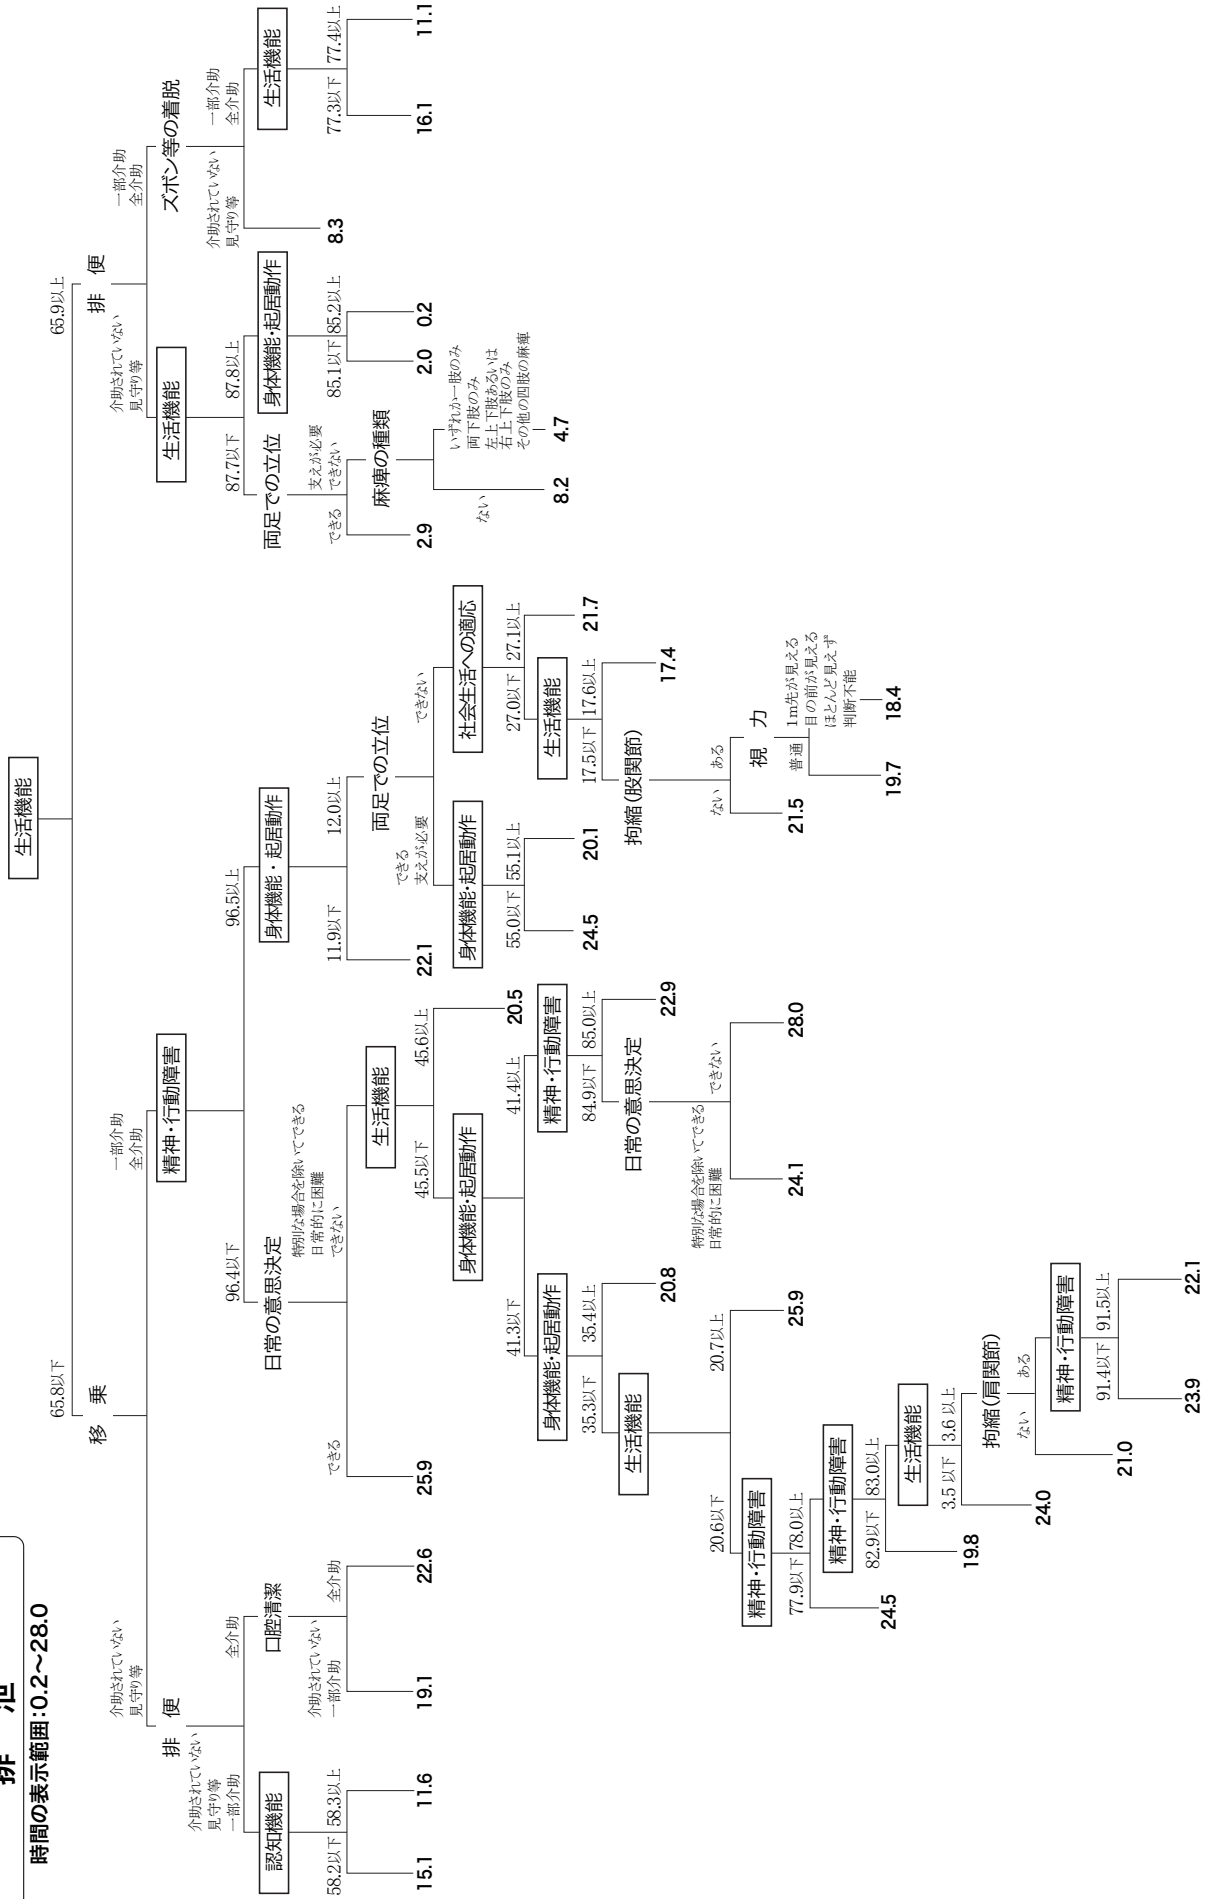 排 泄
時間の表示範囲:0.2〜28.0
生活機能
65.8以下
65.9以上
移 乗
介助されていない
見守り等
一部介助
全介助
排 便
介助されていない
見守り等
一部介助
全介助
認知機能
58.2以下
58.3以上
15.1
11.6
口腔清潔
介助されていない
一部介助
全介助
19.1
22.6
精神・行動障害
96.4以下
96.5以上
日常の意思決定
できる
特別な場合を除いてできる
日常的に困難
できない
25.9
生活機能
45.5以下
45.6以上
20.5
身体機能・起居動作
41.3以下
41.4以上
身体機能・起居動作
35.3以下
35.4以上
20.8
生活機能
20.6以下
20.7以上
25.9
精神・行動障害
77.9以下
78.0以上
24.5
精神・行動障害
82.9以下
83.0以上
19.8
生活機能
3.5 以下
3.6 以上
24.0
拘縮(肩関節)
ない
ある
21.0
精神・行動障害
91.4以下
91.5以上
23.9
22.1
精神・行動障害
84.9以下
85.0以上
22.9
日常の意思決定
特別な場合を除いてできる
日常的に困難
できない
24.1
28.0
身体機能・起居動作
11.9以下
12.0以上
22.1
両足での立位
できる
支えが必要
できない
身体機能・起居動作
55.0以下
55.1以上
24.5
20.1
社会生活への適応
27.0以下
27.1以上
21.7
生活機能
17.5以下
17.6以上
17.4
拘縮(股関節)
ない
ある
21.5
視 力
普通
1m先が見える
目の前が見える
ほとんど見えず
判断不能
19.7
18.4
排 便
介助されていない
見守り等
一部介助
全介助
生活機能
87.7以下
87.8以上
両足での立位
できる
支えが必要
できない
2.9
麻痺の種類
ない
いずれか一肢のみ
両下肢のみ
左上下肢あるいは
右上下肢のみ
その他の四肢の麻痺
8.2
4.7
身体機能・起居動作
85.1以下
85.2以上
2.0
0.2
ズボン等の着脱
介助されていない
見守り等
一部介助
全介助
8.3
生活機能
77.3以下
77.4以上
16.1
11.1